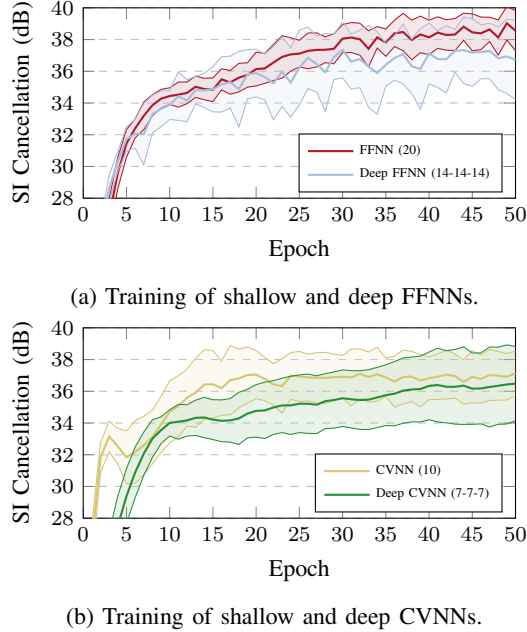 40
38
36
34
32
30
28
0 5 10 15 20 25 30 35 40 45 50
SI Cancellation (dB)
Epoch
FFNN (20)
Deep FFNN (14-14-14)
(a) Training of shallow and deep FFNNs.
40
38
36
34
32
30
28
0 5 10 15 20 25 30 35 40 45 50
SI Cancellation (dB)
Epoch
CVNN (10)
Deep CVNN (7-7-7)
(b) Training of shallow and deep CVNNs.